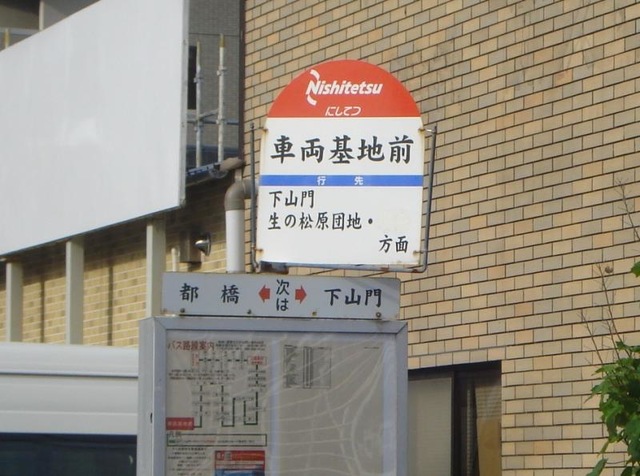 Nishitetsu
にしてつ
車両基地前
行先
下山門
生の松原団地・
方面
都橋 ← 次は → 下山門
バス路線案内